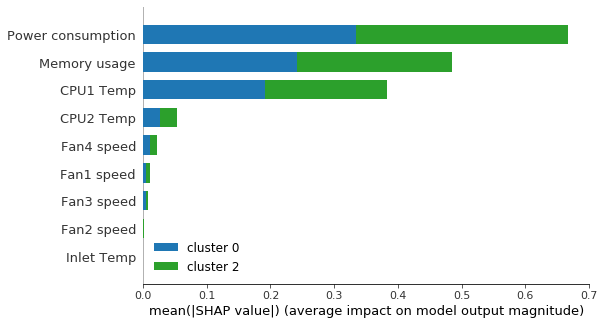 Power consumption
Memory usage
CPU1 Temp
CPU2 Temp
Fan4 speed
Fan1 speed
Fan3 speed
Fan2 speed
Inlet Temp
cluster 0
cluster 2
0.0 0.1 0.2 0.3 0.4 0.5 0.6 0.7
mean(|SHAP value|) (average impact on model output magnitude)